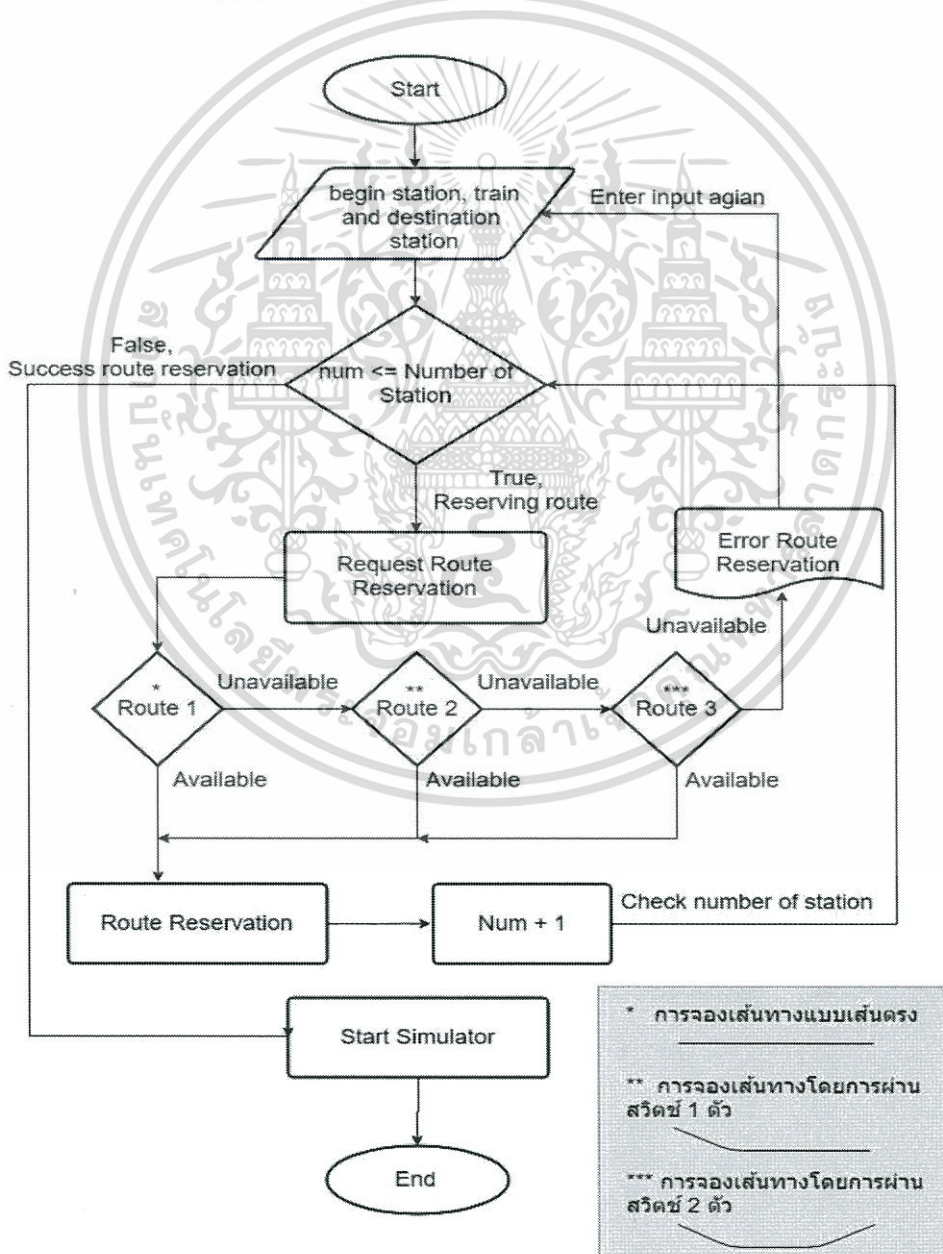 Start
begin station, train
and destination
station
Enter input agian
False,
Success route reservation
num <= Number of
Station
True,
Reserving route
Request Route
Reservation
Error Route
Reservation
Unavailable
*
Route 1
Unavailable
**
Route 2
Unavailable
***
Route 3
Available
Available
Available
Route Reservation
Num + 1
Check number of station
Start Simulator
End
* การจองเส้นทางแบบเส้นตรง
** การจองเส้นทางโดยการผ่าน
สวิตช์ 1 ตัว
*** การจองเส้นทางโดยการผ่าน
สวิตช์ 2 ตัว